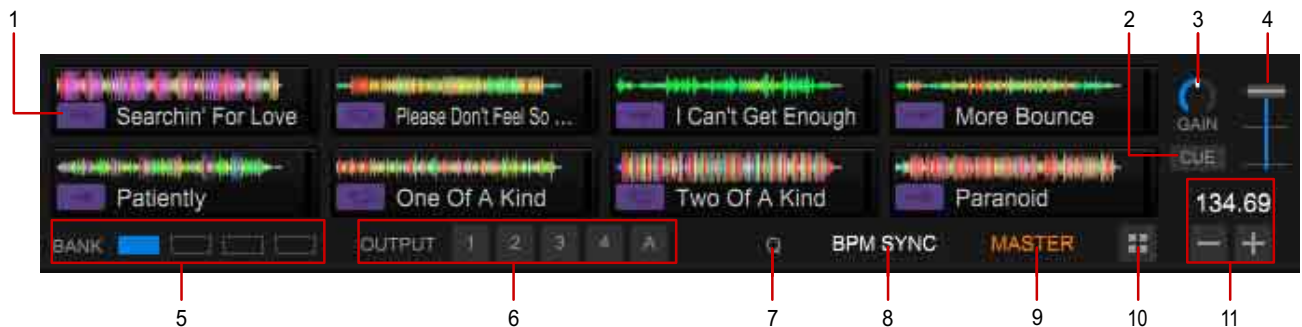 1 2 3 4
Searchin' For Love Please Don't Feel So ... I Can't Get Enough More Bounce GAIN
CUE
Patiently One Of A Kind Two Of A Kind Paranoid 134.69
BANK OUTPUT 1 2 3 4 A Q BPM SYNC MASTER
5 6 7 8 9 10 11